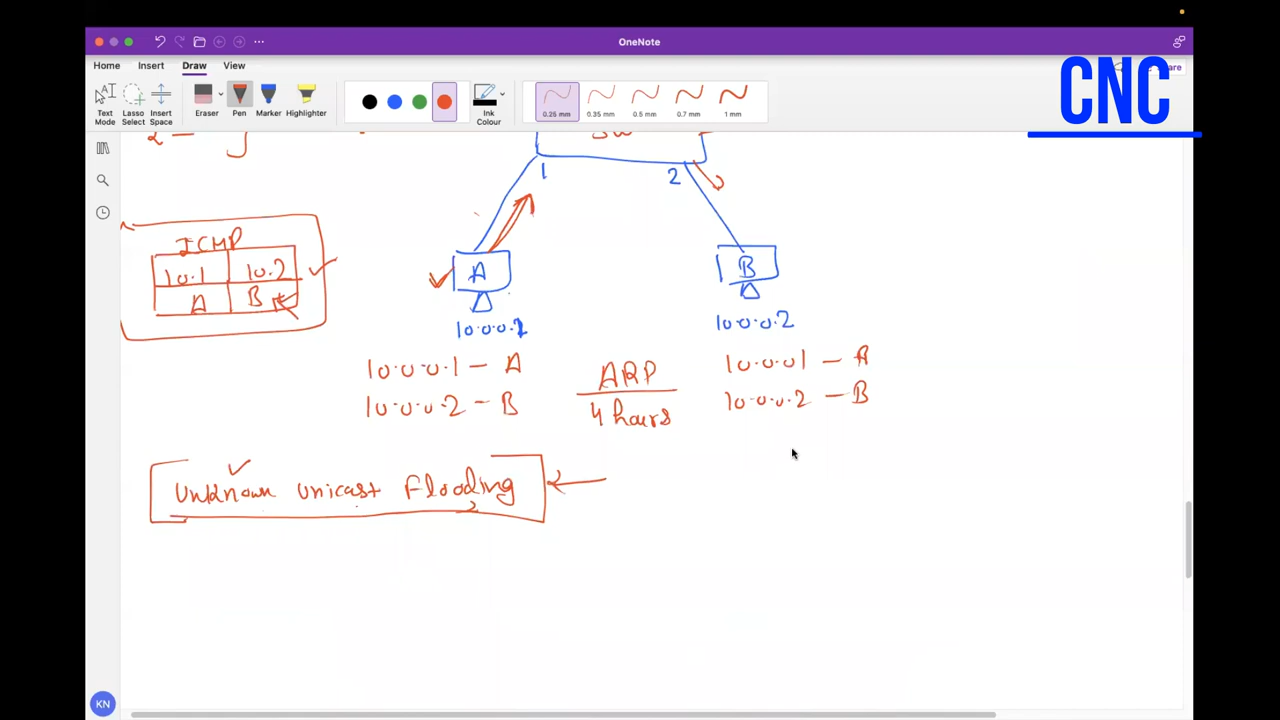 OneNote
Home Insert Draw View
CNC
Text Mode
Lasso Select
Insert Space
Eraser
Pen
Marker
Highlighter
Ink Colour
0.25 mm
0.35 mm
0.5 mm
0.7 mm
1 mm
1
2
ICMP
10.1 10.2
A B
A
B
10.0.0.1
10.0.0.2
10.0.0.1 - A
10.0.0.2 - B
ARP
4 hours
10.0.0.1 - A
10.0.0.2 - B
Unknown Unicast Flooding
KN